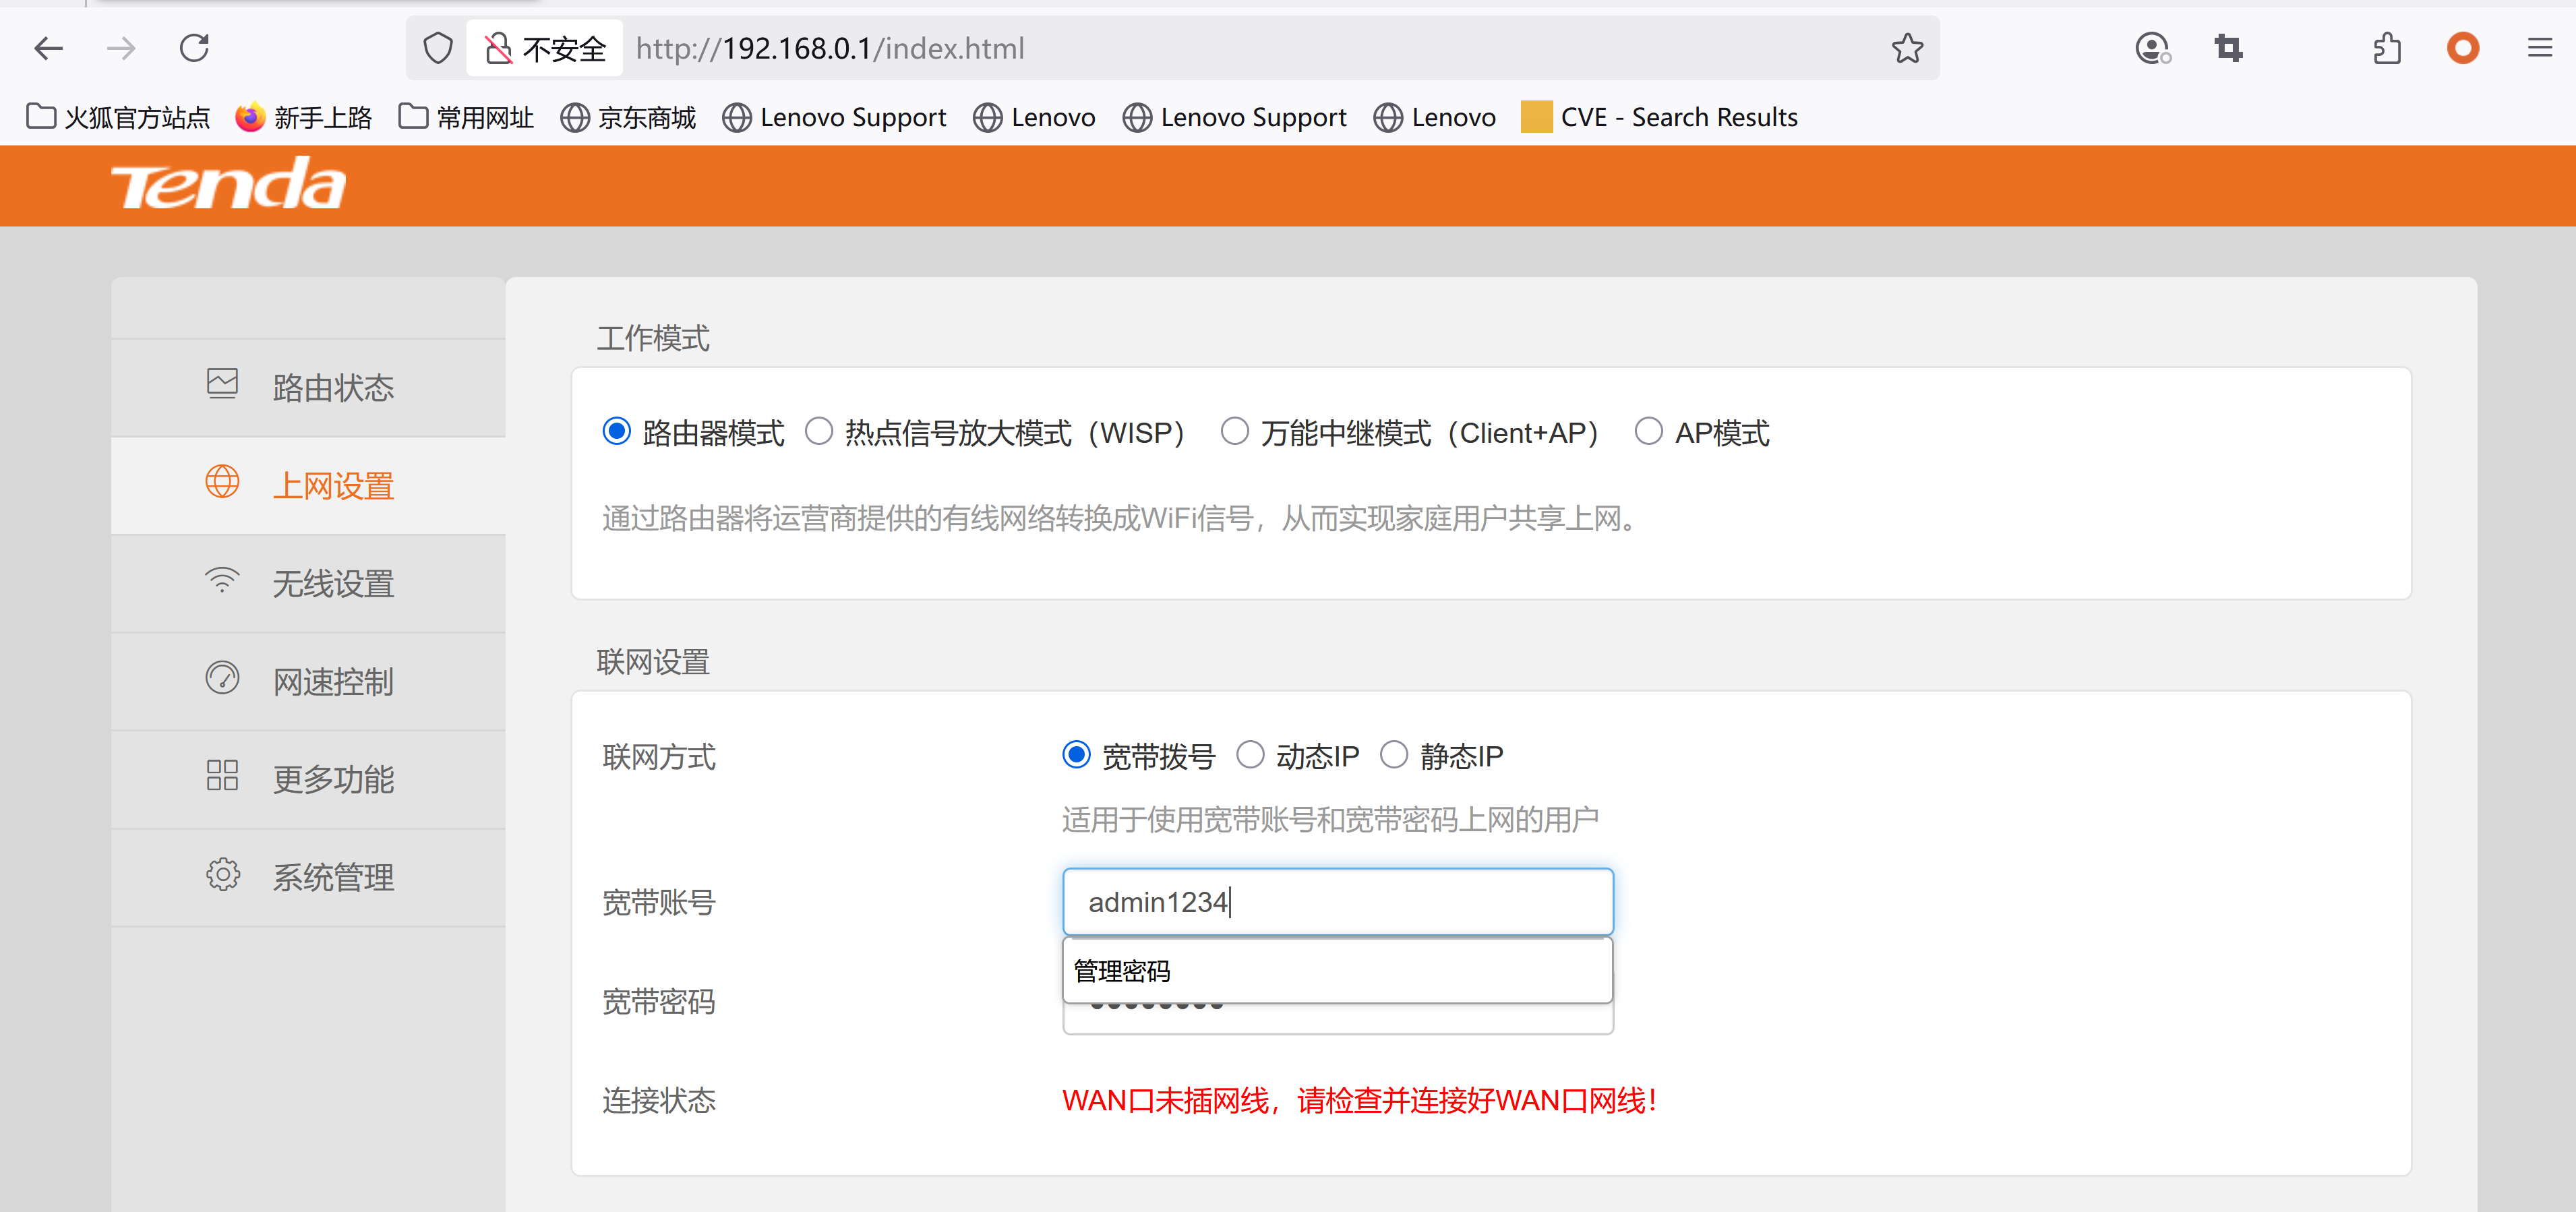 不安全 http://192.168.0.1/index.html
火狐官方站点 新手上路 常用网址 京东商城 Lenovo Support Lenovo Lenovo Support Lenovo CVE - Search Results
Tenda
路由状态
上网设置
无线设置
网速控制
更多功能
系统管理
工作模式
路由器模式 热点信号放大模式（WISP） 万能中继模式（Client+AP） AP模式
通过路由器将运营商提供的有线网络转换成WiFi信号，从而实现家庭用户共享上网。
联网设置
联网方式 宽带拨号 动态IP 静态IP
适用于使用宽带账号和宽带密码上网的用户
宽带账号 admin1234
管理密码
宽带密码
连接状态 WAN口未插网线，请检查并连接好WAN口网线！